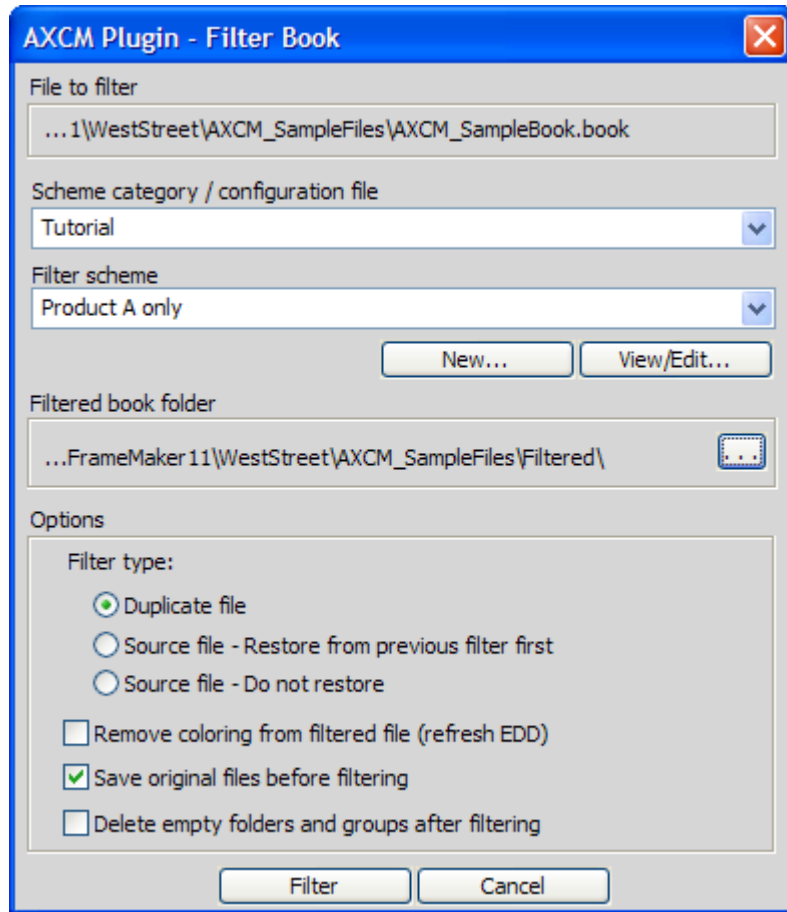 AXCM Plugin - Filter Book
File to filter
...1\WestStreet\AXCM_SampleFiles\AXCM_SampleBook.book
Scheme category / configuration file
Tutorial
Filter scheme
Product A only
New... View/Edit...
Filtered book folder
...FrameMaker11\WestStreet\AXCM_SampleFiles\Filtered\ ...
Options
Filter type:
Duplicate file
Source file - Restore from previous filter first
Source file - Do not restore
Remove coloring from filtered file (refresh EDD)
Save original files before filtering
Delete empty folders and groups after filtering
Filter Cancel